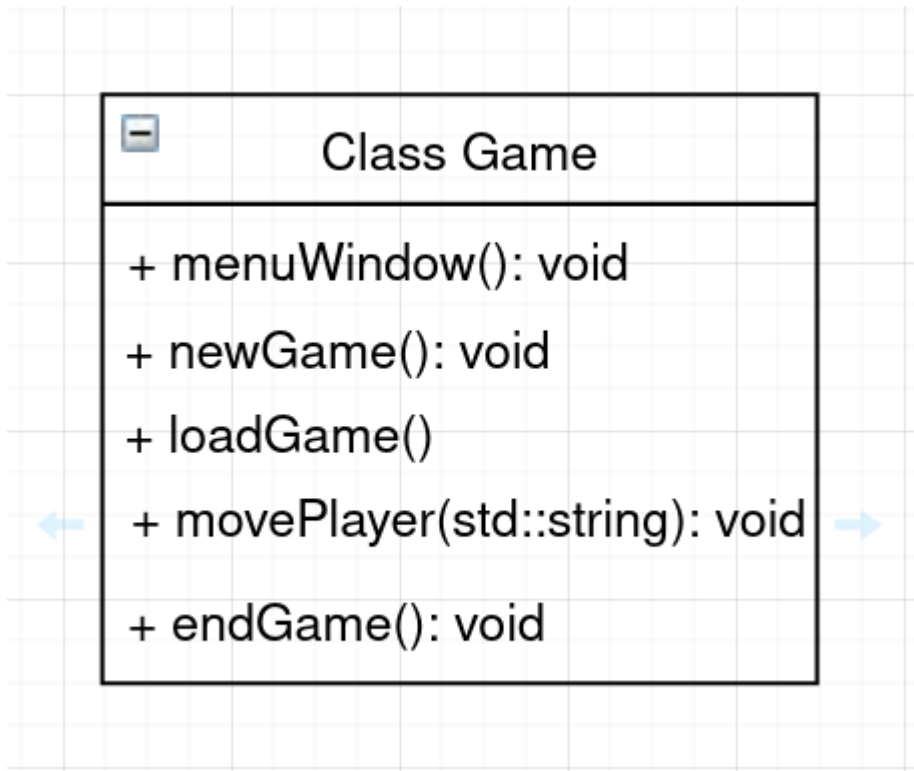 Class Game
+ menuWindow(): void
+ newGame(): void
+ loadGame()
+ movePlayer(std::string): void
+ endGame(): void